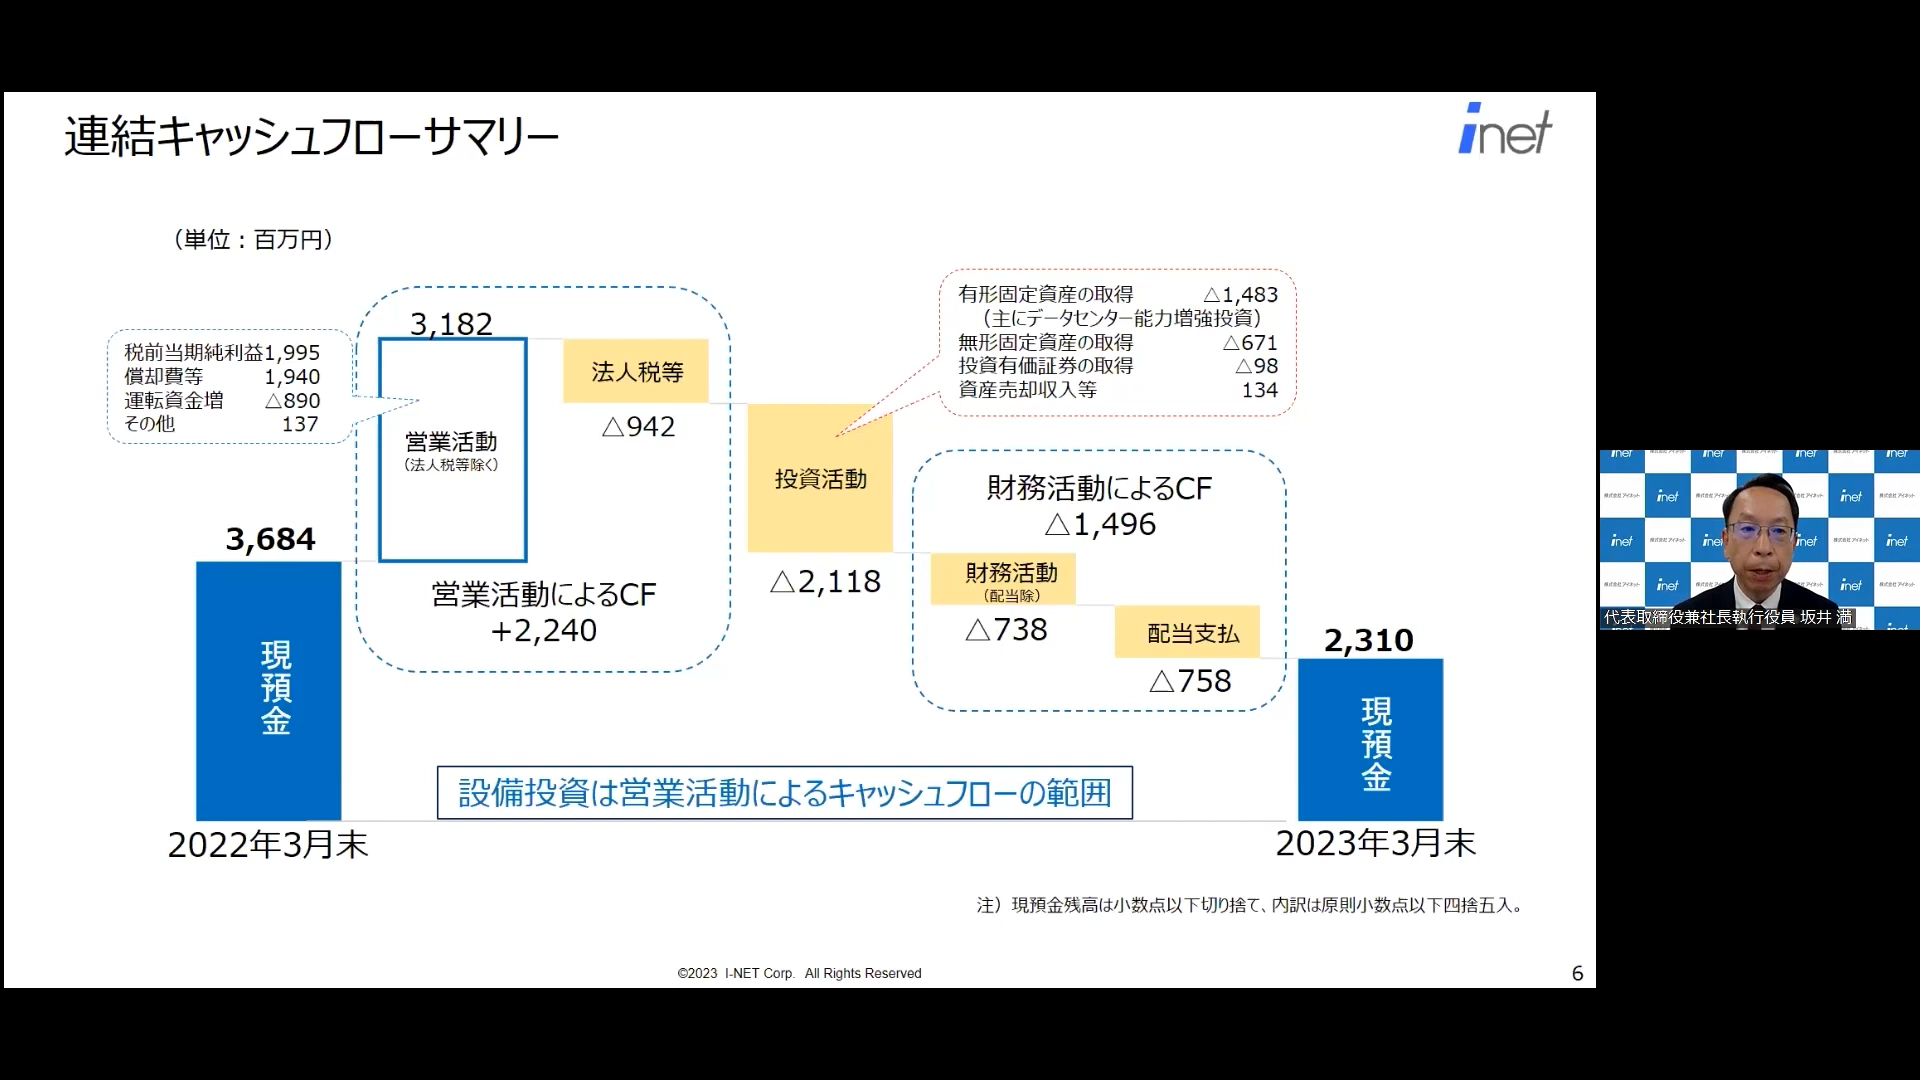 連結キャッシュフローサマリー
inet
（単位：百万円）
税前当期純利益1,995
償却費等 1,940
運転資金増 △890
その他 137
3,182
営業活動
（法人税等除く）
法人税等
△942
営業活動によるCF
+2,240
3,684
現預金
2022年3月末
投資活動
△2,118
有形固定資産の取得 △1,483
（主にデータセンター能力増強投資）
無形固定資産の取得 △671
投資有価証券の取得 △98
資産売却収入等 134
財務活動によるCF
△1,496
財務活動
（配当除）
△738
配当支払
△758
2,310
現預金
2023年3月末
設備投資は営業活動によるキャッシュフローの範囲
注）現預金残高は小数点以下切り捨て、内訳は原則小数点以下四捨五入。
©2023 I-NET Corp. All Rights Reserved
6
代表取締役兼社長執行役員 坂井 満